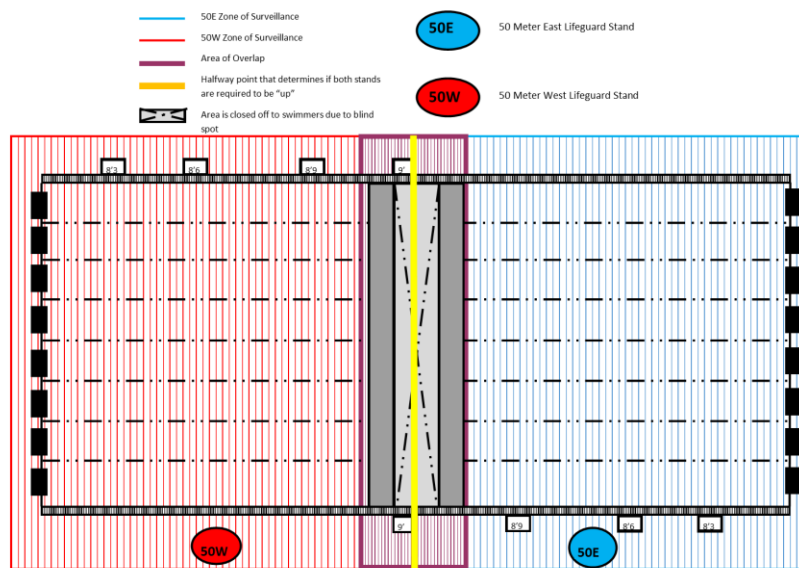 50E Zone of Surveillance
50W Zone of Surveillance
Area of Overlap
Halfway point that determines if both stands
are required to be “up”
Area is closed off to swimmers due to blind
spot
50E
50 Meter East Lifeguard Stand
50W
50 Meter West Lifeguard Stand
8’3
8’6
8’9
9’
9’
8’9
8’6
8’3
50W
50E